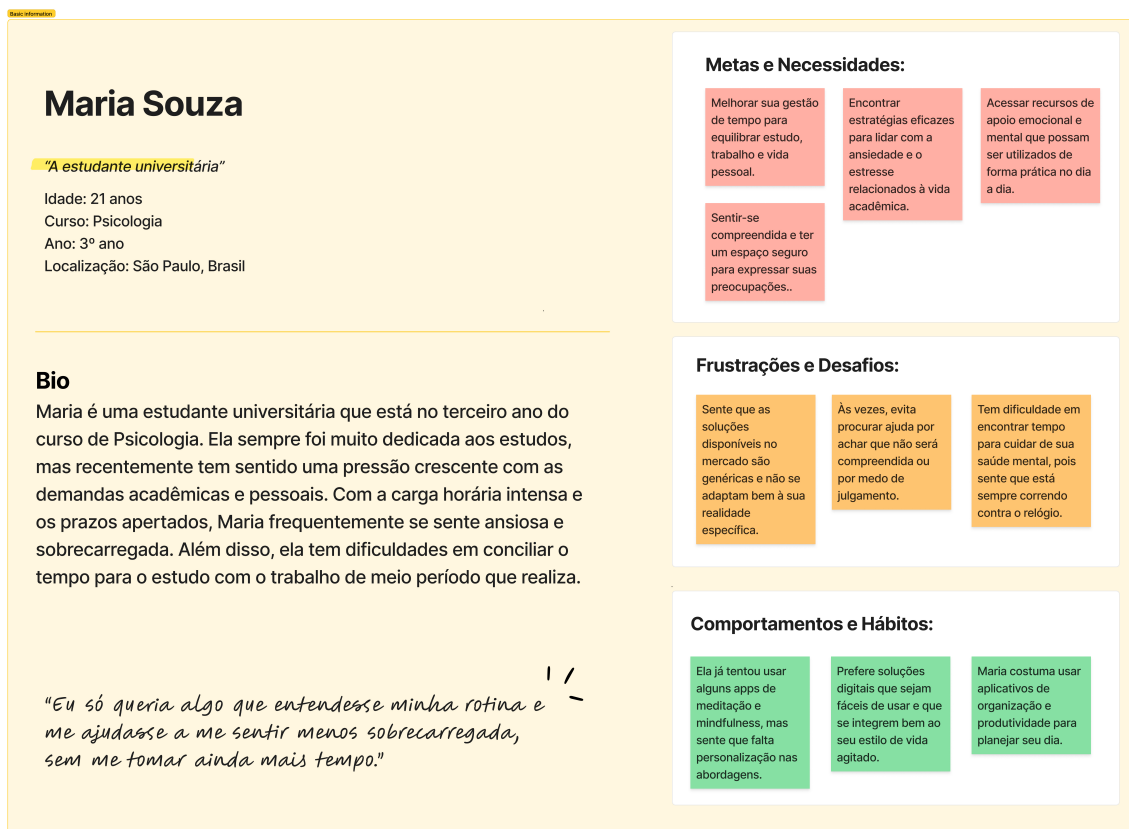 Basic information
Maria Souza
“A estudante universitária”
Idade: 21 anos
Curso: Psicologia
Ano: 3º ano
Localização: São Paulo, Brasil
Bio
Maria é uma estudante universitária que está no terceiro ano do
curso de Psicologia. Ela sempre foi muito dedicada aos estudos,
mas recentemente tem sentido uma pressão crescente com as
demandas acadêmicas e pessoais. Com a carga horária intensa e
os prazos apertados, Maria frequentemente se sente ansiosa e
sobrecarregada. Além disso, ela tem dificuldades em conciliar o
tempo para o estudo com o trabalho de meio período que realiza.
“Eu só queria algo que entendesse minha rotina e
me ajudasse a me sentir menos sobrecarregada,
sem me tomar ainda mais tempo.”
Metas e Necessidades:
Melhorar sua gestão
de tempo para
equilibrar estudo,
trabalho e vida
pessoal.
Encontrar
estratégias eficazes
para lidar com a
ansiedade e o
estresse
relacionados à vida
acadêmica.
Acessar recursos de
apoio emocional e
mental que possam
ser utilizados de
forma prática no dia
a dia.
Sentir-se
compreendida e ter
um espaço seguro
para expressar suas
preocupações..
Frustrações e Desafios:
Sente que as
soluções
disponíveis no
mercado são
genéricas e não se
adaptam bem à sua
realidade
específica.
Às vezes, evita
procurar ajuda por
achar que não será
compreendida ou
por medo de
julgamento.
Tem dificuldade em
encontrar tempo
para cuidar de sua
saúde mental, pois
sente que está
sempre correndo
contra o relógio.
Comportamentos e Hábitos:
Ela já tentou usar
alguns apps de
meditação e
mindfulness, mas
sente que falta
personalização nas
abordagens.
Prefere soluções
digitais que sejam
fáceis de usar e que
se integrem bem ao
seu estilo de vida
agitado.
Maria costuma usar
aplicativos de
organização e
produtividade para
planejar seu dia.